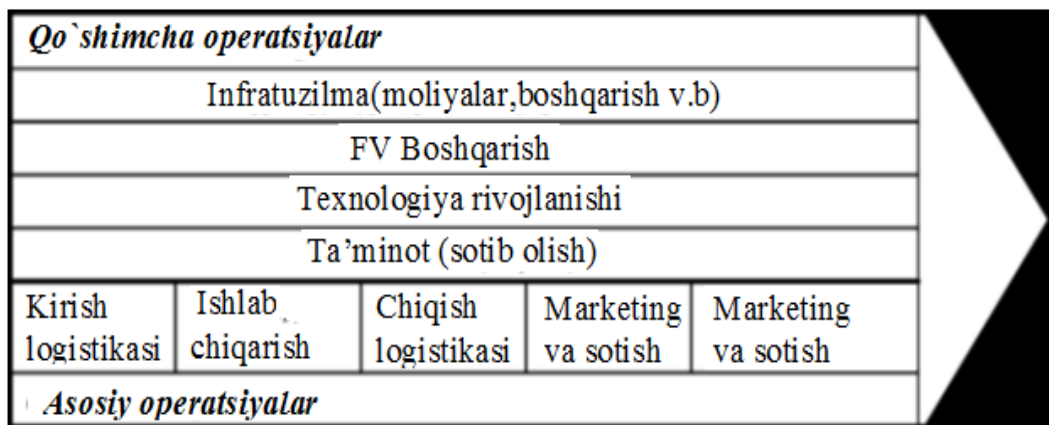 Qo`shimcha operatsiyalar
Infratuzilma(moliyalar,boshqarish v.b)
FV Boshqarish
Texnologiya rivojlanishi
Ta’minot (sotib olish)
Kirish
logistikasi
Ishlab
chiqarish
Chiqish
logistikasi
Marketing
va sotish
Marketing
va sotish
Asosiy operatsiyalar